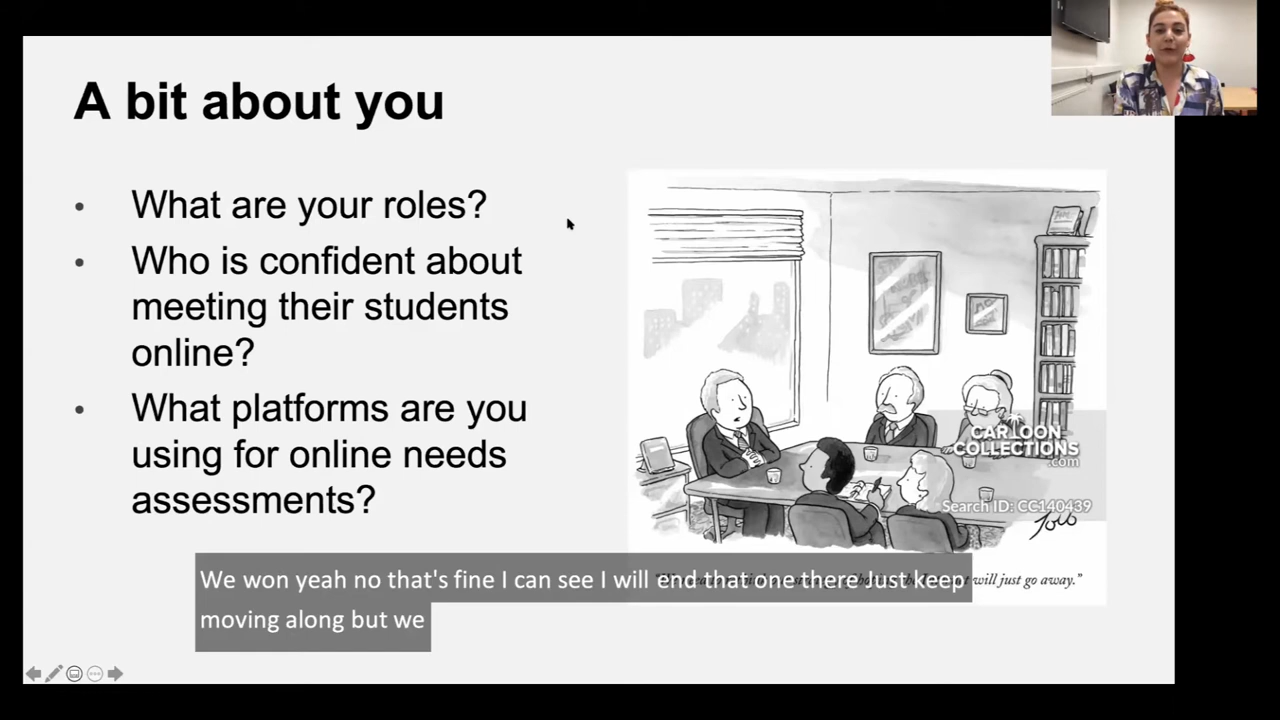 A bit about you
• What are your roles?
• Who is confident about
meeting their students
online?
• What platforms are you
using for online needs
assessments?
CARTOON
COLLECTIONS
.com
Search ID: CC140439
Toro
will just go away.”
We won yeah no that's fine I can see I will end that one there Just keep
moving along but we